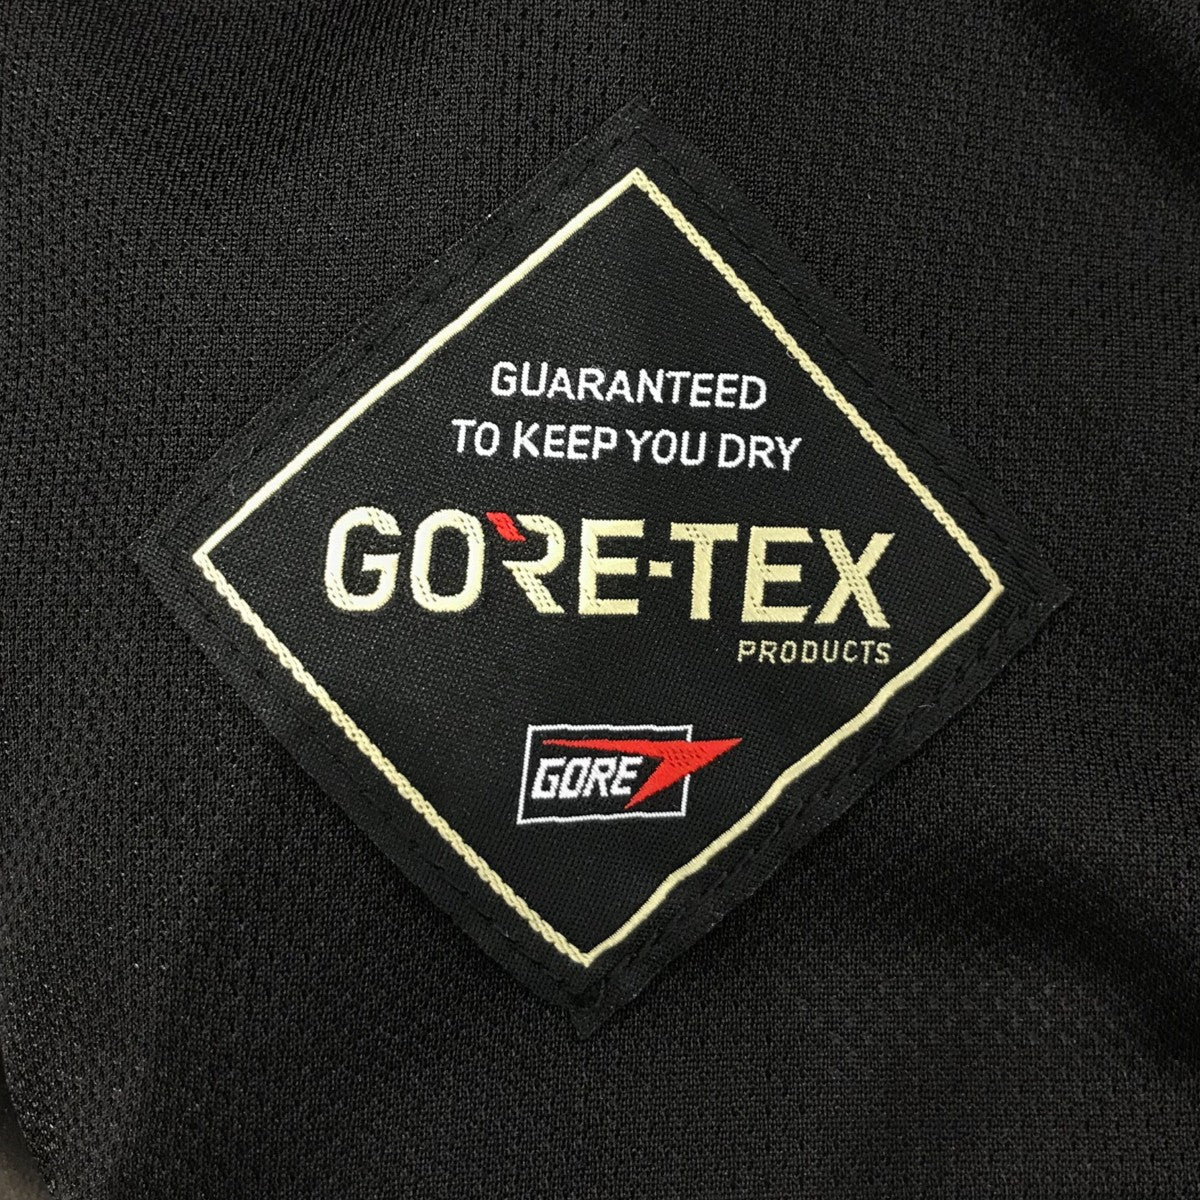 GUARANTEED
TO KEEP YOU DRY
GORE-TEX
PRODUCTS
GORE